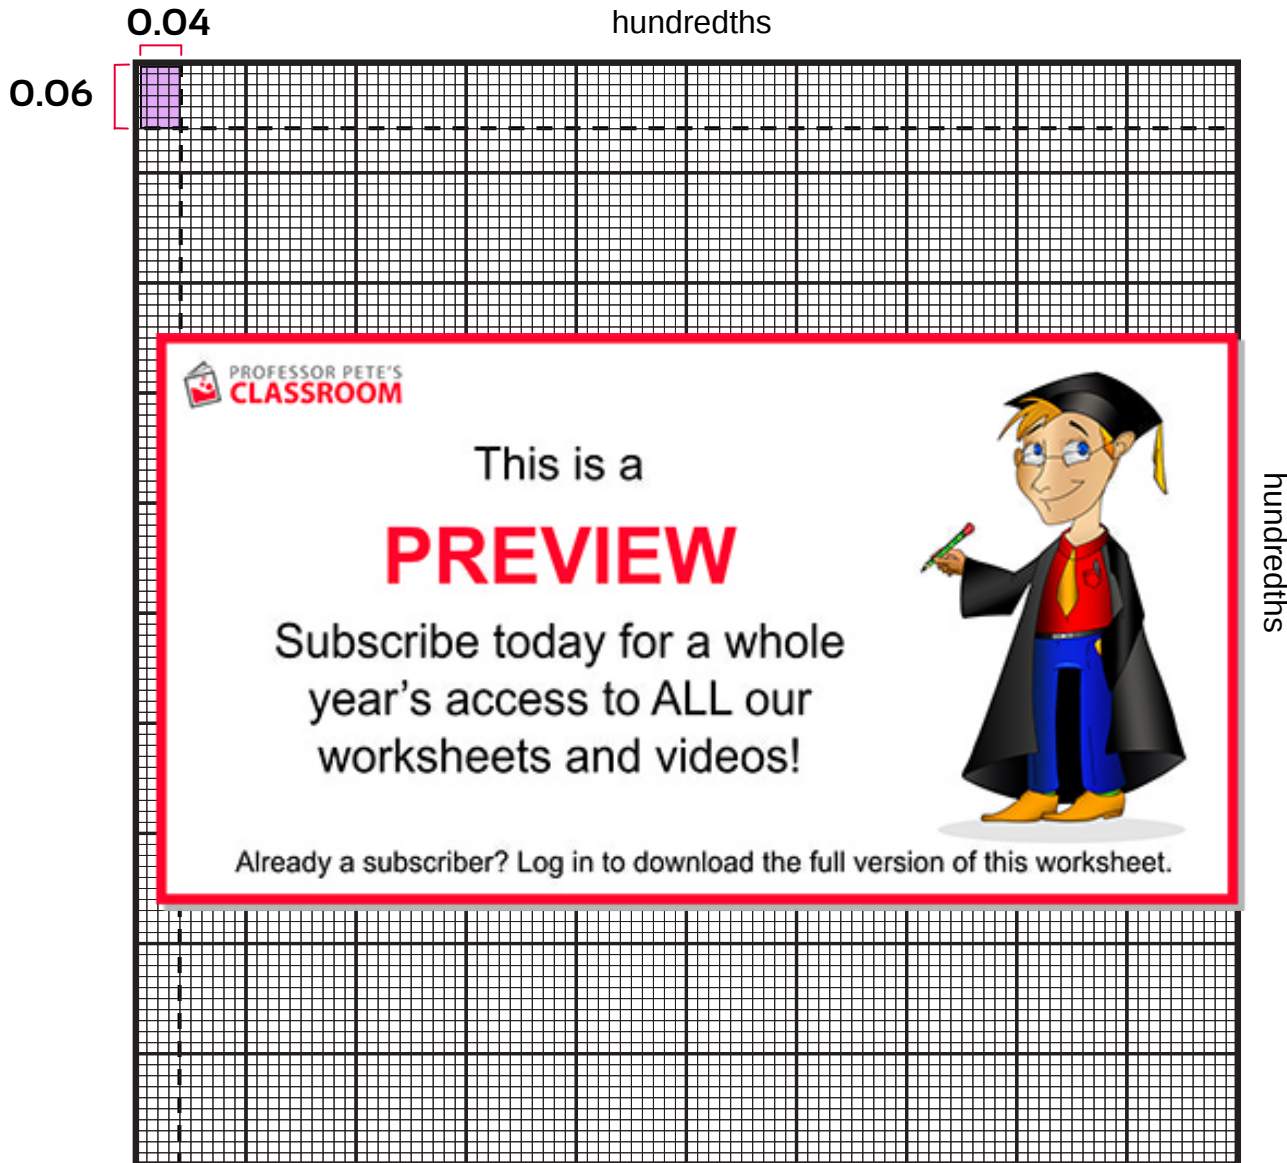 0.04
hundredths
0.06
PROFESSOR PETE'S
CLASSROOM
This is a
PREVIEW
Subscribe today for a whole
year's access to ALL our
worksheets and videos!
Already a subscriber? Log in to download the full version of this worksheet.
hundredths